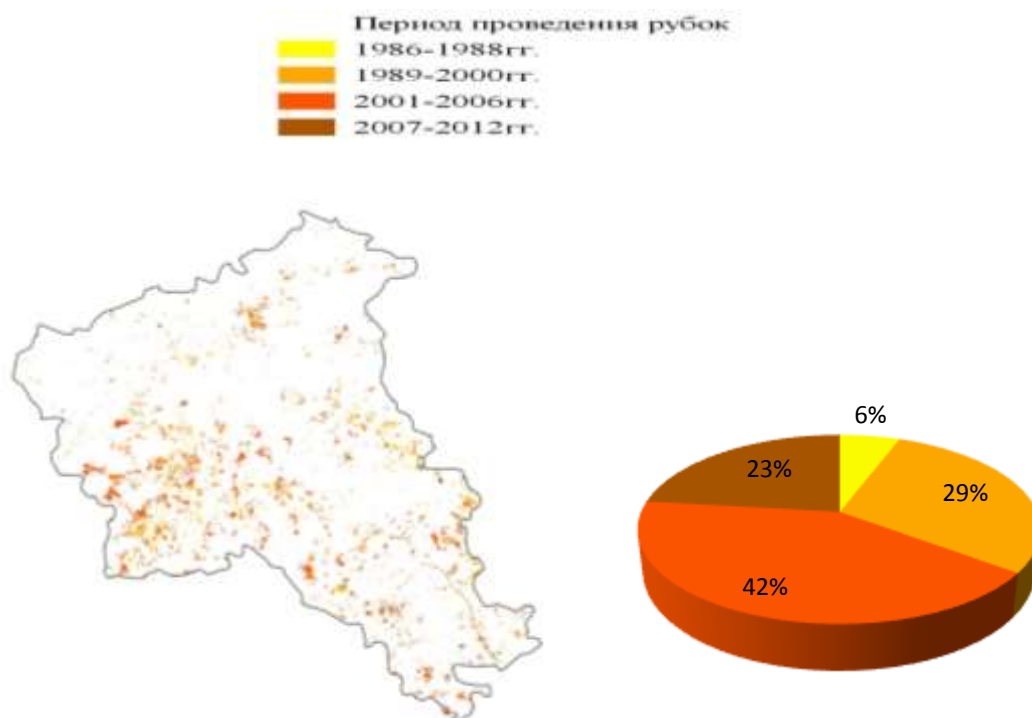 Период проведения рубок
1986-1988гг.
1989-2000гг.
2001-2006гг.
2007-2012гг.
6%
23%
29%
42%